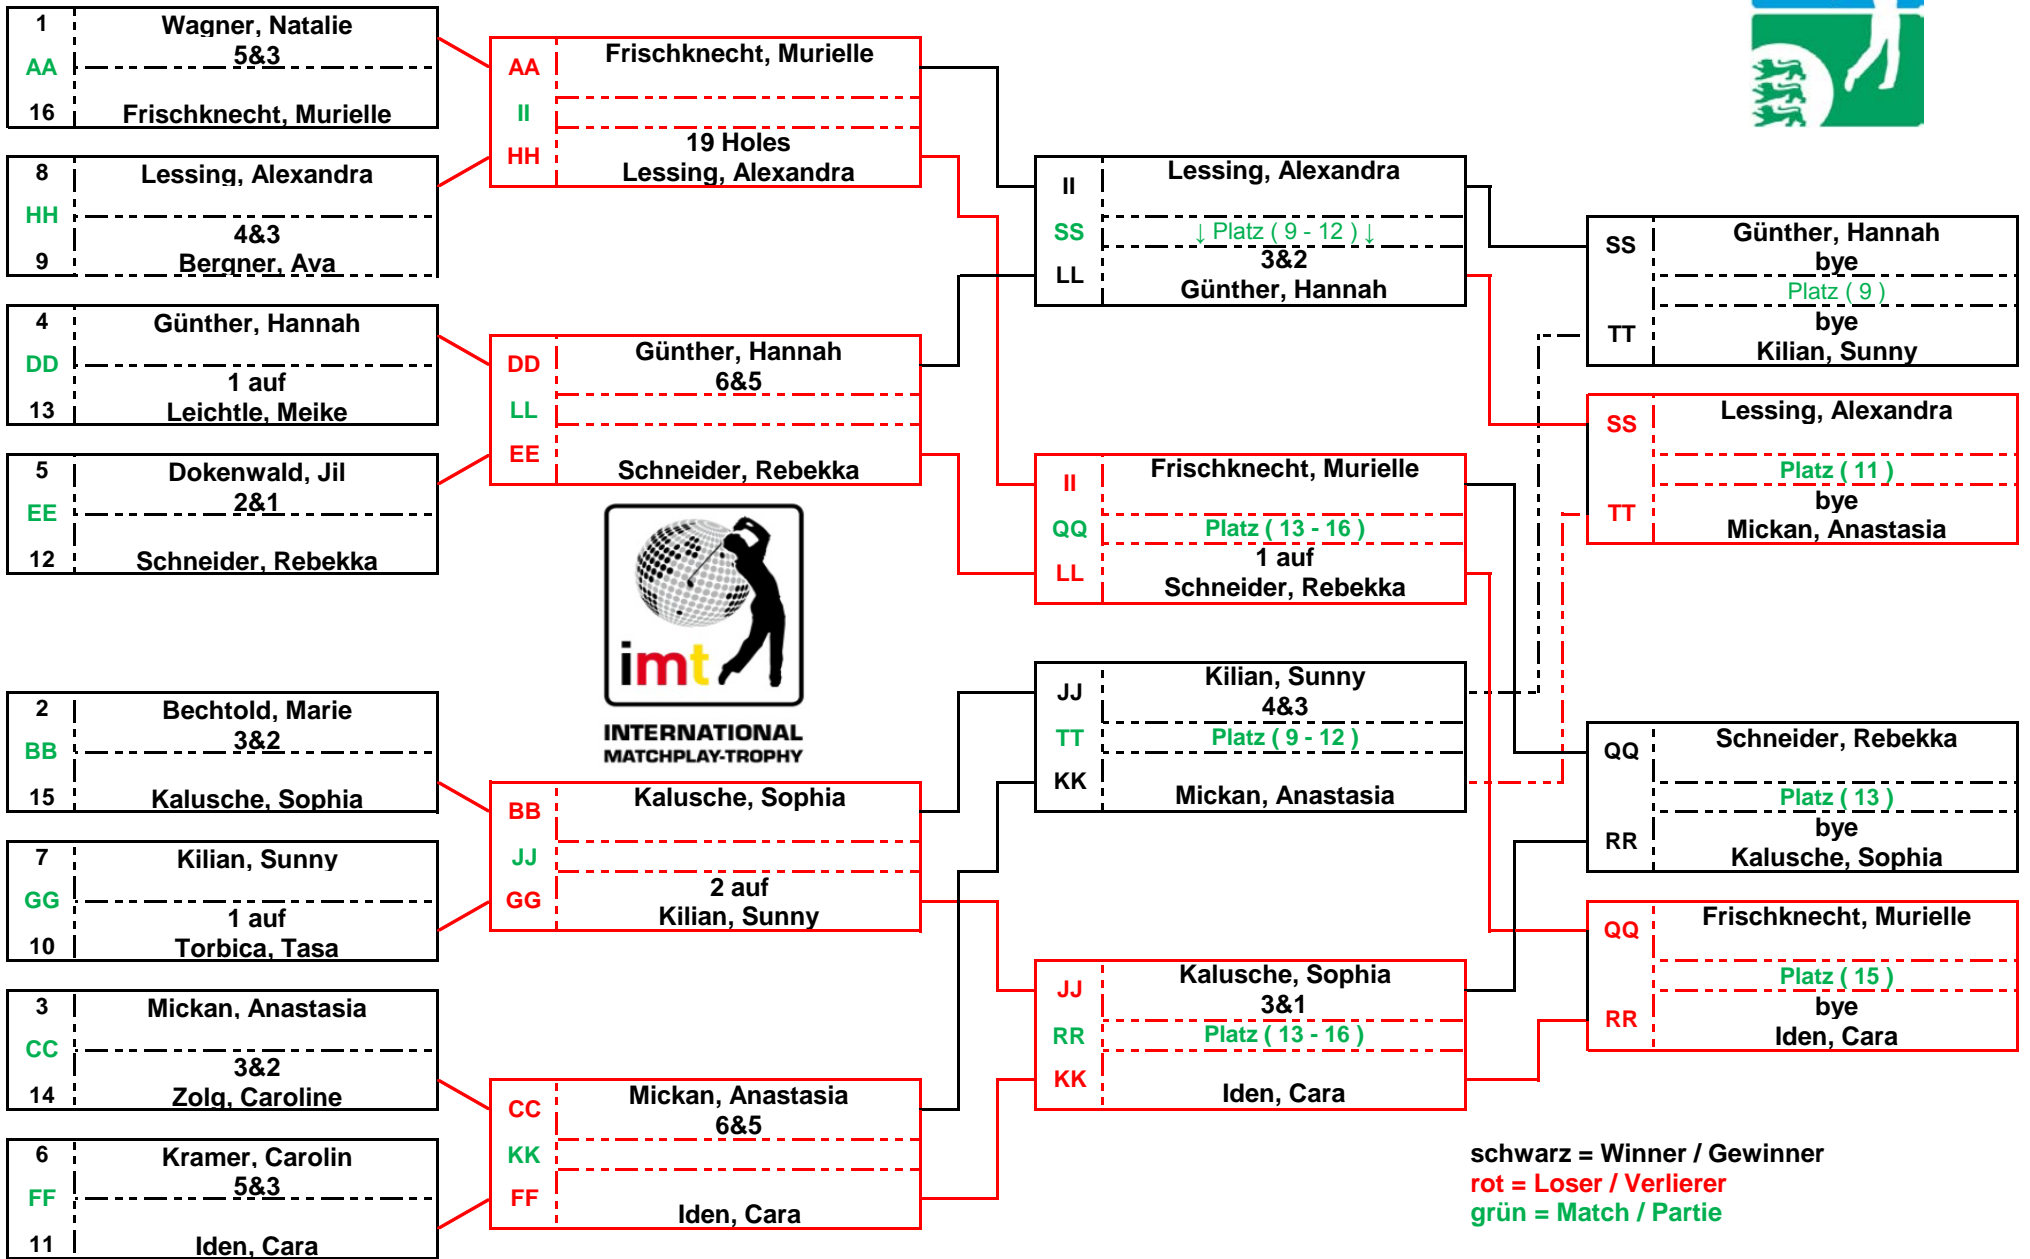 1 Wagner, Natalie
5&3
AA
16 Frischknecht, Murielle
8 Lessing, Alexandra
HH
4&3
9 Bergner, Ava
4 Günther, Hannah
DD
1 auf
13 Leichtle, Meike
5 Dokenwald, Jil
2&1
EE
12 Schneider, Rebekka
2 Bechtold, Marie
3&2
BB
15 Kalusche, Sophia
7 Kilian, Sunny
GG
1 auf
10 Torbica, Tasa
3 Mickan, Anastasia
CC
3&2
14 Zolg, Caroline
6 Kramer, Carolin
5&3
FF
11 Iden, Cara
AA Frischknecht, Murielle
II
19 Holes
HH Lessing, Alexandra
DD Günther, Hannah
6&5
LL
EE Schneider, Rebekka
imt
INTERNATIONAL
MATCHPLAY-TROPHY
BB Kalusche, Sophia
JJ
2 auf
GG Kilian, Sunny
CC Mickan, Anastasia
6&5
KK
FF Iden, Cara
II Lessing, Alexandra
SS ↓ Platz ( 9 - 12 ) ↓
3&2
LL Günther, Hannah
II Frischknecht, Murielle
QQ Platz ( 13 - 16 )
1 auf
LL Schneider, Rebekka
JJ Kilian, Sunny
4&3
TT Platz ( 9 - 12 )
KK Mickan, Anastasia
JJ Kalusche, Sophia
3&1
RR Platz ( 13 - 16 )
KK Iden, Cara
SS Günther, Hannah
bye
Platz ( 9 )
bye
TT Kilian, Sunny
SS Lessing, Alexandra
Platz ( 11 )
bye
TT Mickan, Anastasia
QQ Schneider, Rebekka
Platz ( 13 )
bye
RR Kalusche, Sophia
QQ Frischknecht, Murielle
Platz ( 15 )
bye
RR Iden, Cara
schwarz = Winner / Gewinner
rot = Loser / Verlierer
grün = Match / Partie